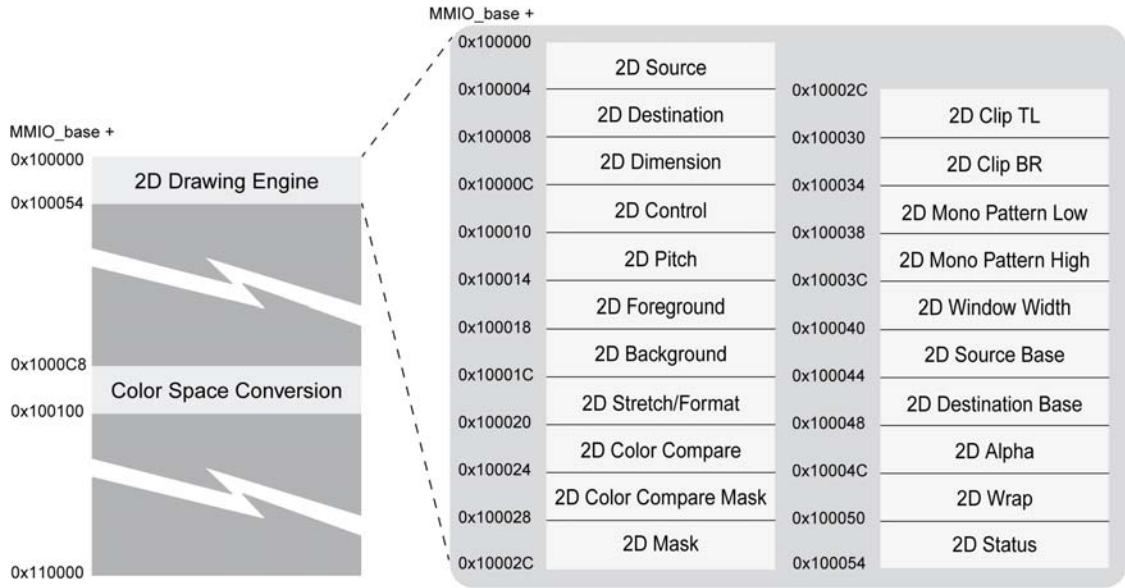 MMIO_base +
0x100000
2D Drawing Engine
0x100054
0x1000C8
Color Space Conversion
0x100100
0x110000
MMIO_base +
0x100000
2D Source
0x100004
2D Destination
0x100008
2D Dimension
0x10000C
2D Control
0x100010
2D Pitch
0x100014
2D Foreground
0x100018
2D Background
0x10001C
2D Stretch/Format
0x100020
2D Color Compare
0x100024
2D Color Compare Mask
0x100028
2D Mask
0x10002C
0x10002C
2D Clip TL
0x100030
2D Clip BR
0x100034
2D Mono Pattern Low
0x100038
2D Mono Pattern High
0x10003C
2D Window Width
0x100040
2D Source Base
0x100044
2D Destination Base
0x100048
2D Alpha
0x10004C
2D Wrap
0x100050
2D Status
0x100054